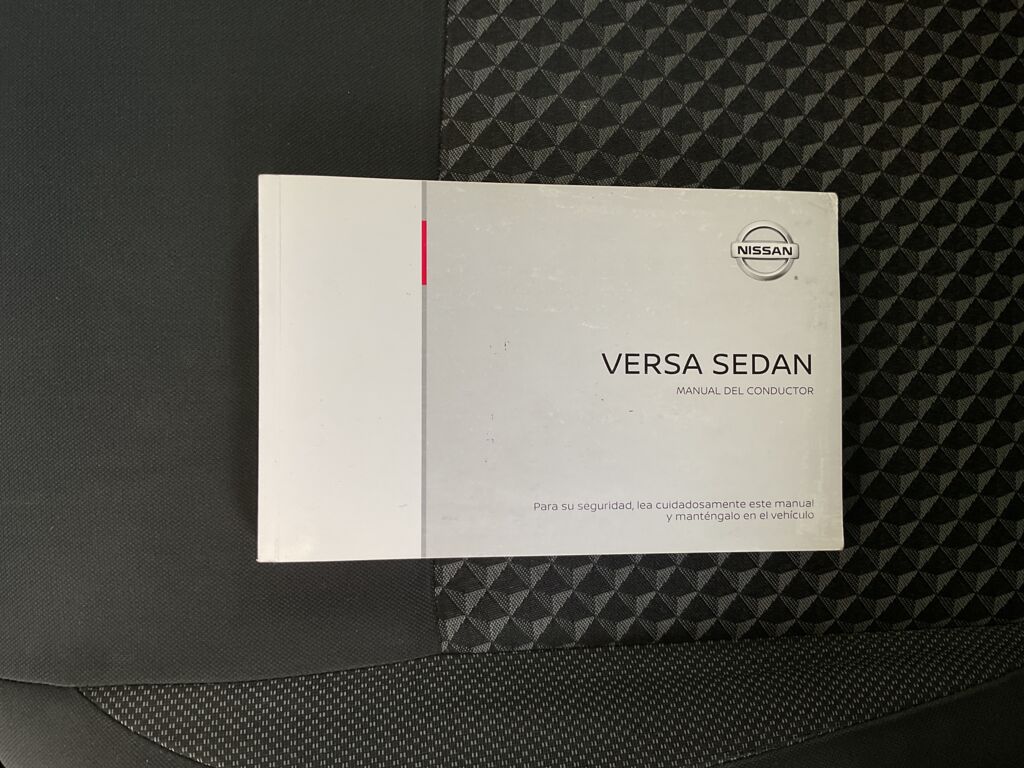 NISSAN
VERSA SEDAN
MANUAL DEL CONDUCTOR
Para su seguridad, lea cuidadosamente este manual
y manténgalo en el vehículo